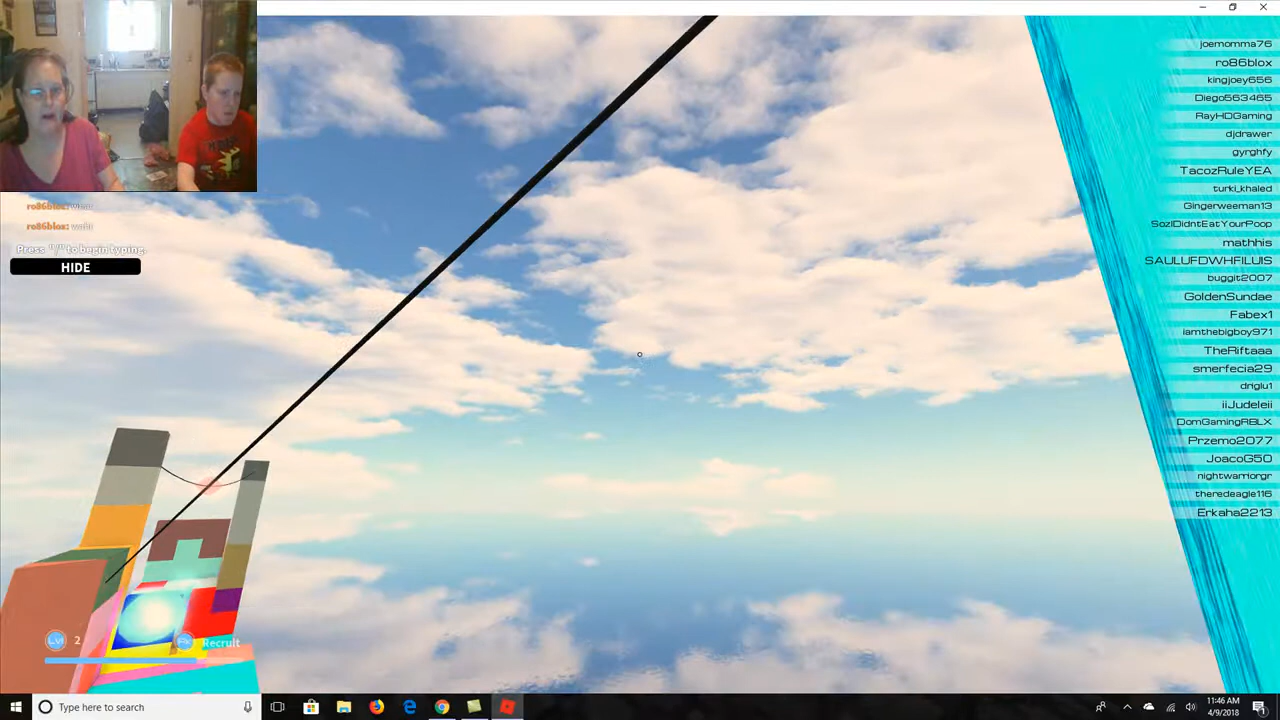 ro86blox:
ro86blox: wait
Press "/" to begin typing.
HIDE
joemomma76
ro86blox
kingjoey656
Diego563465
RayHDGaming
djdrawer
gyrghfy
TacozRuleYEA
turki_khaled
Gingerweeman13
SozIDidntEatYourPoop
mathhis
SAULUFDWHFILUIS
buggit2007
GoldenSundae
Fabex1
iamthebigboy971
TheRiftaaa
smerfecia29
driglu1
iiJudeleii
DomGamingRBLX
Przemo2077
JoacoG50
nightwarriorgr
theredeagle116
Erkaha2213
Lvl 2
Recruit
Type here to search
11:46 AM
4/9/2018